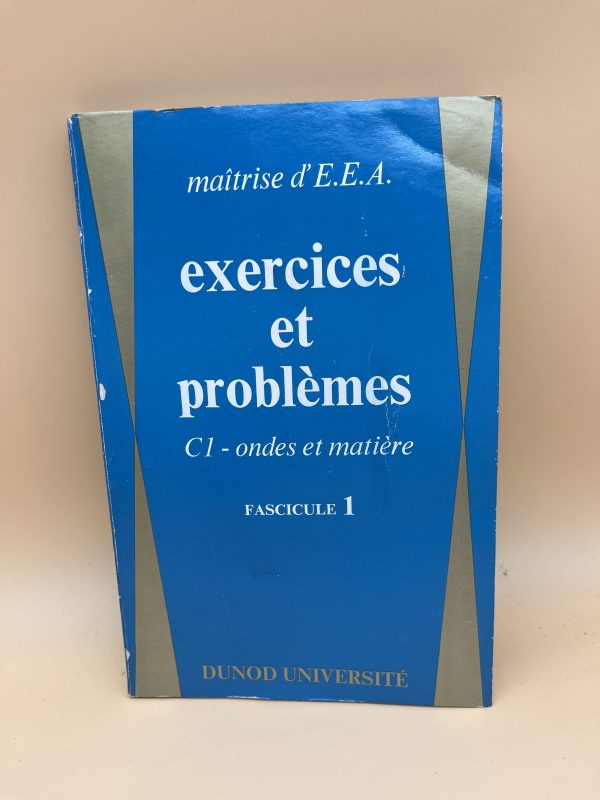 maîtrise d'E.E.A.
exercices
et
problèmes
C1 - ondes et matière
FASCICULE 1
DUNOD UNIVERSITÉ